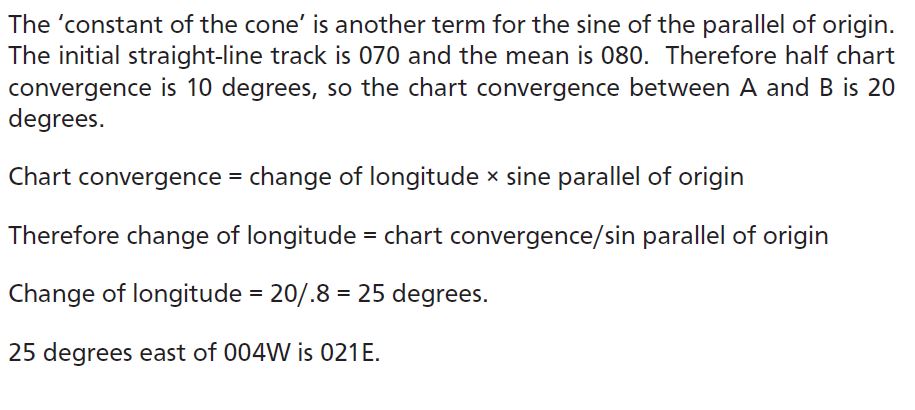 The ‘constant of the cone’ is another term for the sine of the parallel of origin.
The initial straight-line track is 070 and the mean is 080. Therefore half chart
convergence is 10 degrees, so the chart convergence between A and B is 20
degrees.
Chart convergence = change of longitude × sine parallel of origin
Therefore change of longitude = chart convergence/sin parallel of origin
Change of longitude = 20/.8 = 25 degrees.
25 degrees east of 004W is 021E.